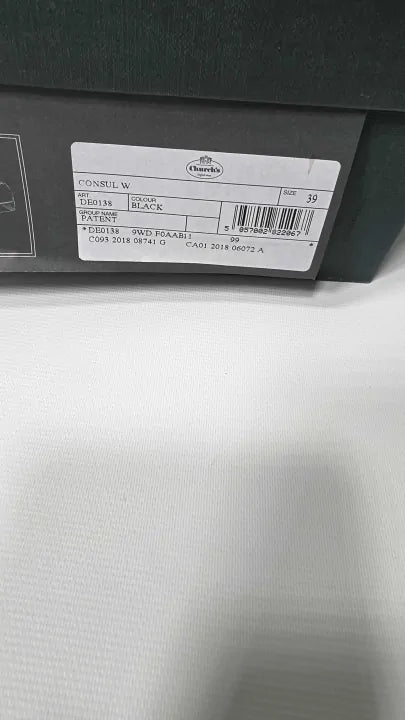 Church's
CONSUL W
ART. DE0138
COLOUR BLACK
SIZE 39
GROUP NAME
PATENT
5 057002 022067
* DE0138 9WD F0AAB11 99 *
C093 2018 08741 G CA01 2018 06072 A